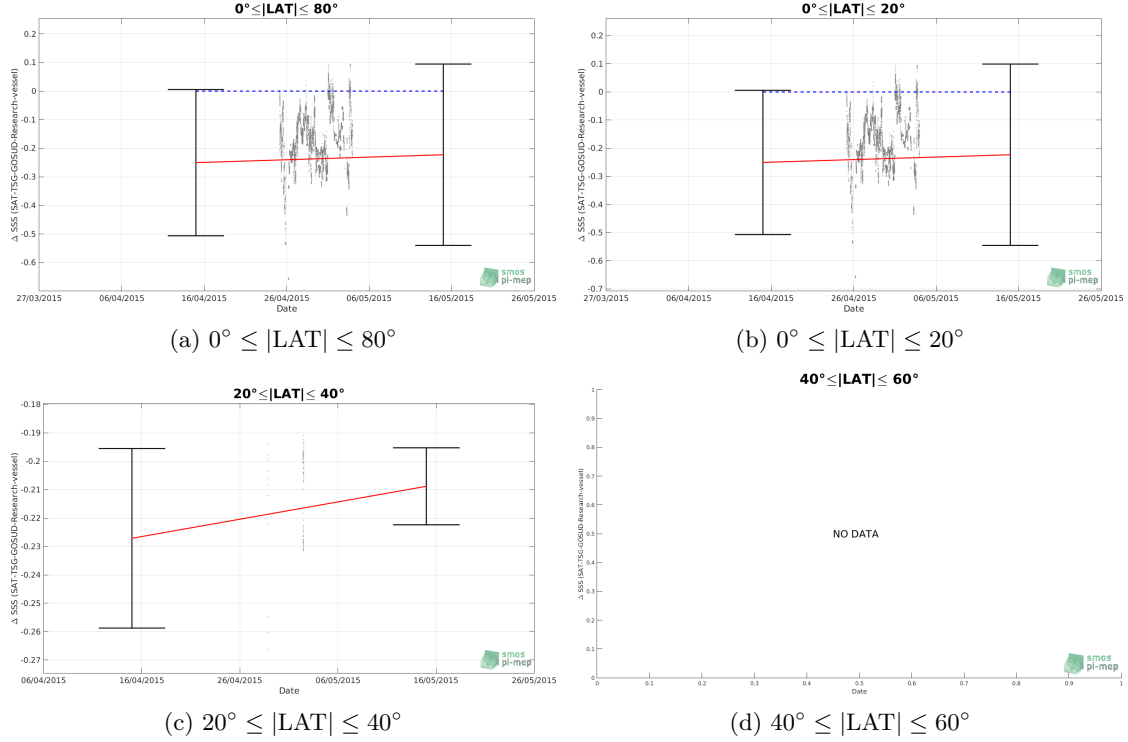 0°≤|LAT|≤ 80°
Δ SSS (SAT-TSG-GOSUD-Research-vessel)
0.2
0.1
0
-0.1
-0.2
-0.3
-0.4
-0.5
-0.6
27/03/2015 06/04/2015 16/04/2015 26/04/2015 06/05/2015 16/05/2015 26/05/2015
Date
smos
pi-mep
(a) 0° ≤ |LAT| ≤ 80°
0°≤|LAT|≤ 20°
Δ SSS (SAT-TSG-GOSUD-Research-vessel)
0.2
0.1
0
-0.1
-0.2
-0.3
-0.4
-0.5
-0.6
-0.7
27/03/2015 06/04/2015 16/04/2015 26/04/2015 06/05/2015 16/05/2015 26/05/2015
Date
smos
pi-mep
(b) 0° ≤ |LAT| ≤ 20°
20°≤|LAT|≤ 40°
Δ SSS (SAT-TSG-GOSUD-Research-vessel)
-0.18
-0.19
-0.2
-0.21
-0.22
-0.23
-0.24
-0.25
-0.26
-0.27
06/04/2015 16/04/2015 26/04/2015 06/05/2015 16/05/2015 26/05/2015
Date
smos
pi-mep
(c) 20° ≤ |LAT| ≤ 40°
40°≤|LAT|≤ 60°
Δ SSS (SAT-TSG-GOSUD-Research-vessel)
1
0.9
0.8
0.7
0.6
0.5
0.4
0.3
0.2
0.1
0
NO DATA
0 0.1 0.2 0.3 0.4 0.5 0.6 0.7 0.8 0.9 1
Date
smos
pi-mep
(d) 40° ≤ |LAT| ≤ 60°